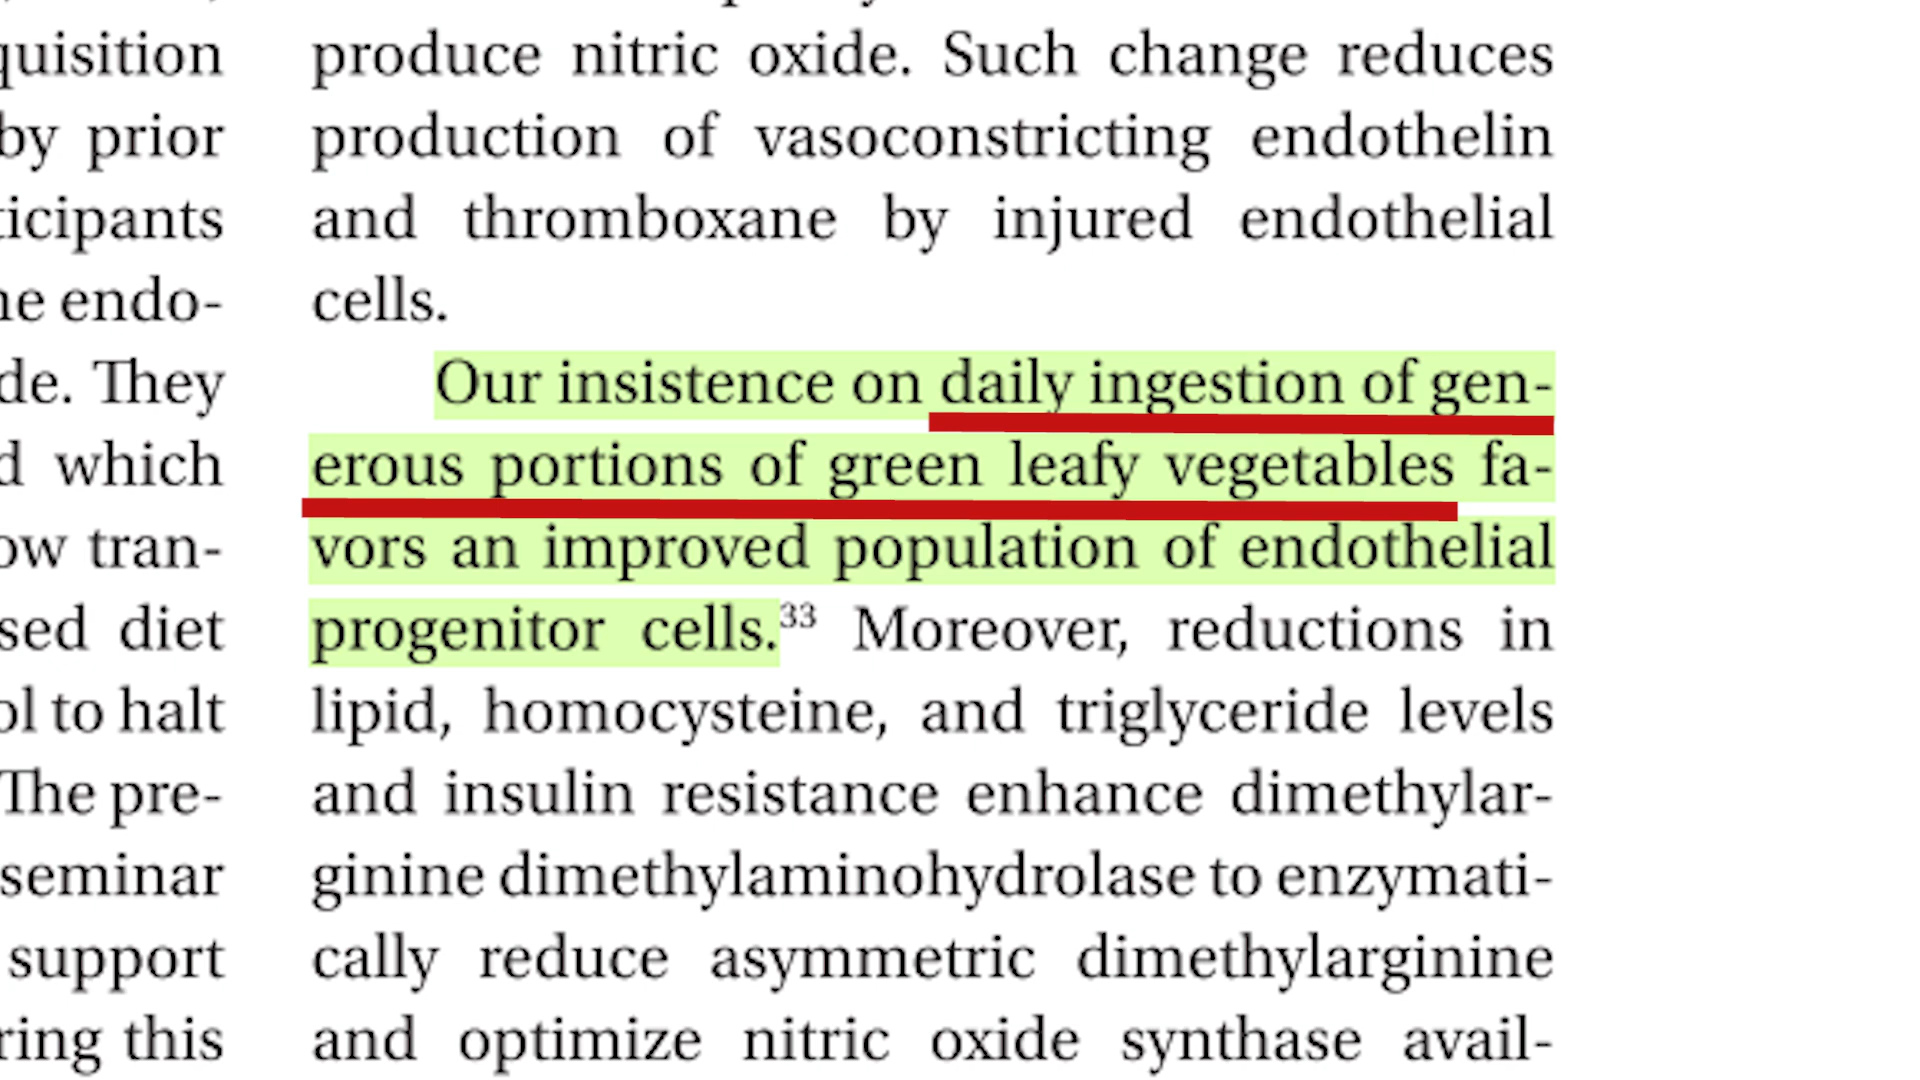 quisition
by prior
ticipants
ne endo-
de. They
d which
ow tran-
sed diet
ol to halt
The pre-
seminar
support
ring this
produce nitric oxide. Such change reduces
production of vasoconstricting endothelin
and thromboxane by injured endothelial
cells.
Our insistence on daily ingestion of gen-
erous portions of green leafy vegetables fa-
vors an improved population of endothelial
progenitor cells.33 Moreover, reductions in
lipid, homocysteine, and triglyceride levels
and insulin resistance enhance dimethylar-
ginine dimethylaminohydrolase to enzymati-
cally reduce asymmetric dimethylarginine
and optimize nitric oxide synthase avail-